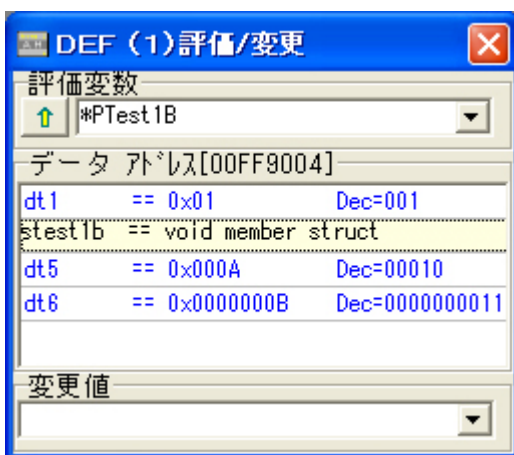 DEF (1)評価/変更
評価変数
*PTest1B
データ ｱﾄﾞﾚｽ[00FF9004]
dt1 == 0x01 Dec=001
stest1b == void member struct
dt5 == 0x000A Dec=00010
dt6 == 0x0000000B Dec=0000000011
変更値